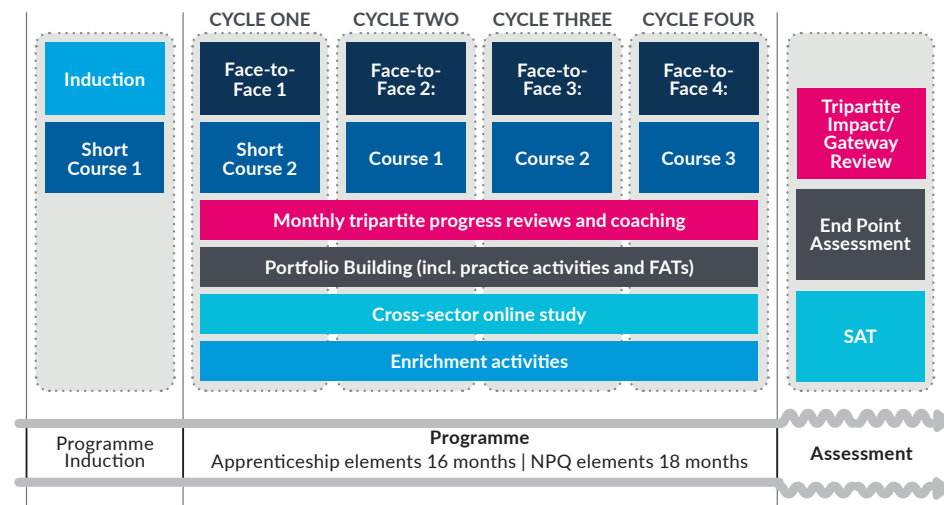 CYCLE ONE
CYCLE TWO
CYCLE THREE
CYCLE FOUR
Induction
Short
Course 1
Face-to-
Face 1
Face-to-
Face 2:
Face-to-
Face 3:
Face-to-
Face 4:
Short
Course 2
Course 1
Course 2
Course 3
Monthly tripartite progress reviews and coaching
Portfolio Building (incl. practice activities and FATs)
Cross-sector online study
Enrichment activities
Tripartite
Impact/
Gateway
Review
End Point
Assessment
SAT
Programme
Induction
Programme
Apprenticeship elements 16 months | NPQ elements 18 months
Assessment